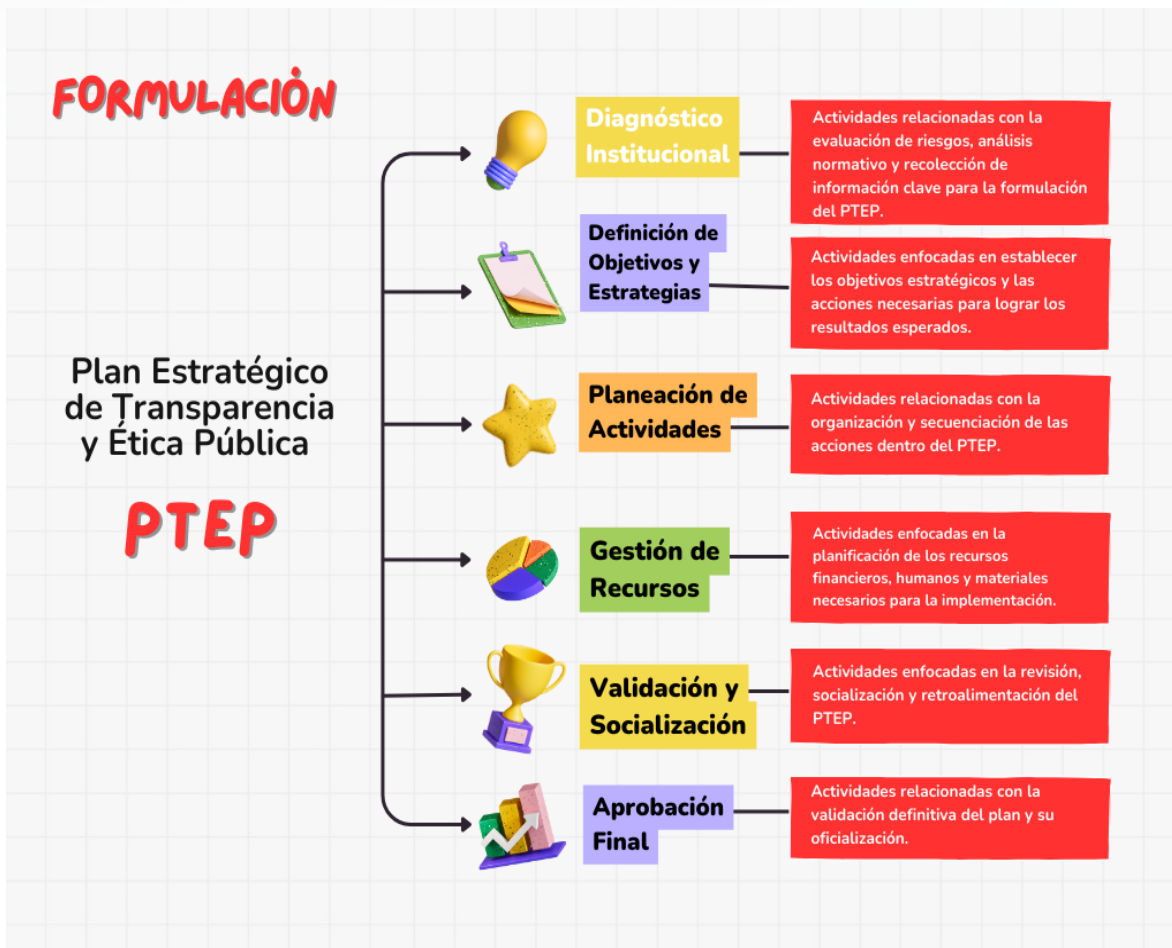 FORMULACIÓN
Plan Estratégico
de Transparencia
y Ética Pública
PTEP
Diagnóstico
Institucional
Actividades relacionadas con la
evaluación de riesgos, análisis
normativo y recolección de
información clave para la formulación
del PTEP.
Definición de
Objetivos y
Estrategias
Actividades enfocadas en establecer
los objetivos estratégicos y las
acciones necesarias para lograr los
resultados esperados.
Planeación de
Actividades
Actividades relacionadas con la
organización y secuenciación de las
acciones dentro del PTEP.
Gestión de
Recursos
Actividades enfocadas en la
planificación de los recursos
financieros, humanos y materiales
necesarios para la implementación.
Validación y
Socialización
Actividades enfocadas en la revisión,
socialización y retroalimentación del
PTEP.
Aprobación
Final
Actividades relacionadas con la
validación definitiva del plan y su
oficialización.